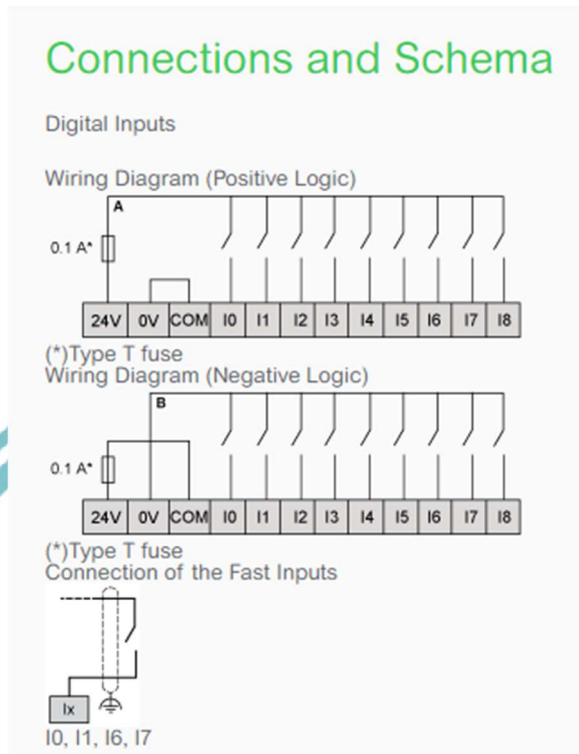 Connections and Schema
Digital Inputs
Wiring Diagram (Positive Logic)
A
0.1 A*
24V 0V COM I0 I1 I2 I3 I4 I5 I6 I7 I8
(*)Type T fuse
Wiring Diagram (Negative Logic)
B
0.1 A*
24V 0V COM I0 I1 I2 I3 I4 I5 I6 I7 I8
(*)Type T fuse
Connection of the Fast Inputs
Ix
I0, I1, I6, I7